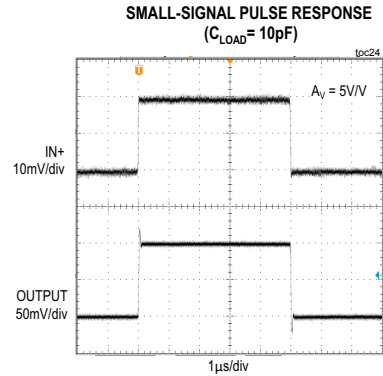 SMALL-SIGNAL PULSE RESPONSE
(CLOAD= 10pF)
toc24
AV = 5V/V
IN+
10mV/div
OUTPUT
50mV/div
1µs/div